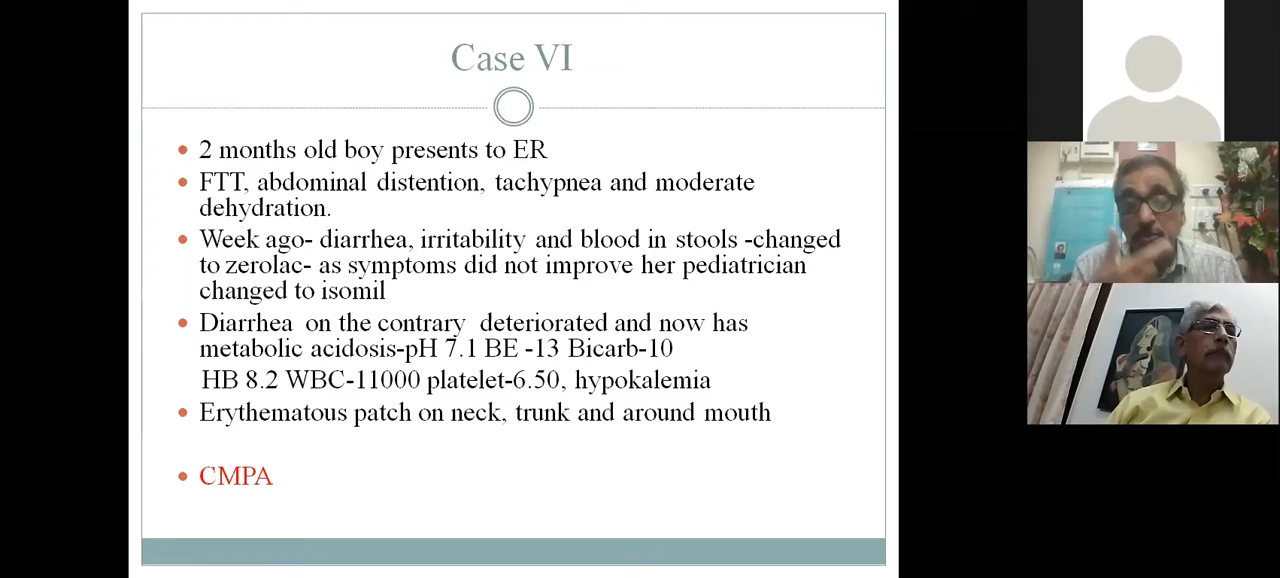 Case VI
2 months old boy presents to ER
FTT, abdominal distention, tachypnea and moderate
dehydration.
Week ago- diarrhea, irritability and blood in stools -changed
to zerolac- as symptoms did not improve her pediatrician
changed to isomil
Diarrhea on the contrary deteriorated and now has
metabolic acidosis-pH 7.1 BE -13 Bicarb-10
HB 8.2 WBC-11000 platelet-6.50, hypokalemia
Erythematous patch on neck, trunk and around mouth
CMPA